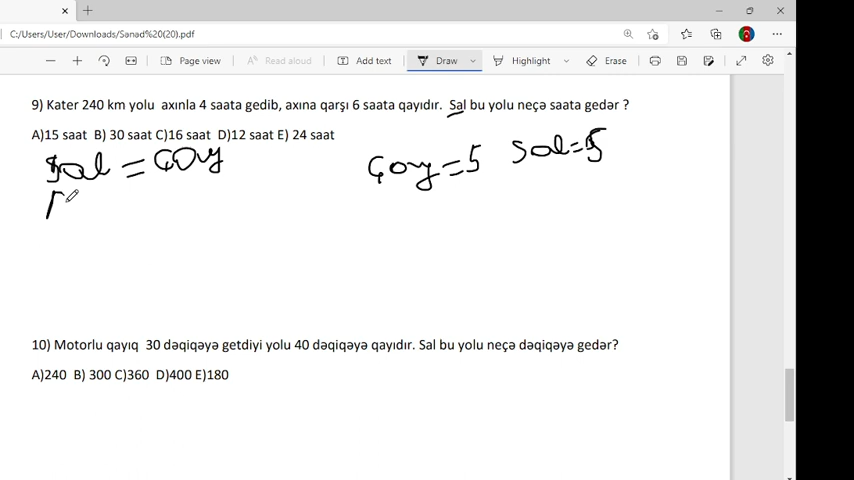 C:/Users/User/Downloads/Sənəd%20(20).pdf
Page view
Read aloud
Add text
Draw
Highlight
Erase
9) Kater 240 km yolu axınla 4 saata gedib, axına qarşı 6 saata qayıdır. Sal bu yolu neçə saata gedər ?
A)15 saat B) 30 saat C)16 saat D)12 saat E) 24 saat
Sal = çay
çay = 5
Sal = 5
10) Motorlu qayıq 30 dəqiqəyə getdiyi yolu 40 dəqiqəyə qayıdır. Sal bu yolu neçə dəqiqəyə gedər?
A)240 B) 300 C)360 D)400 E)180